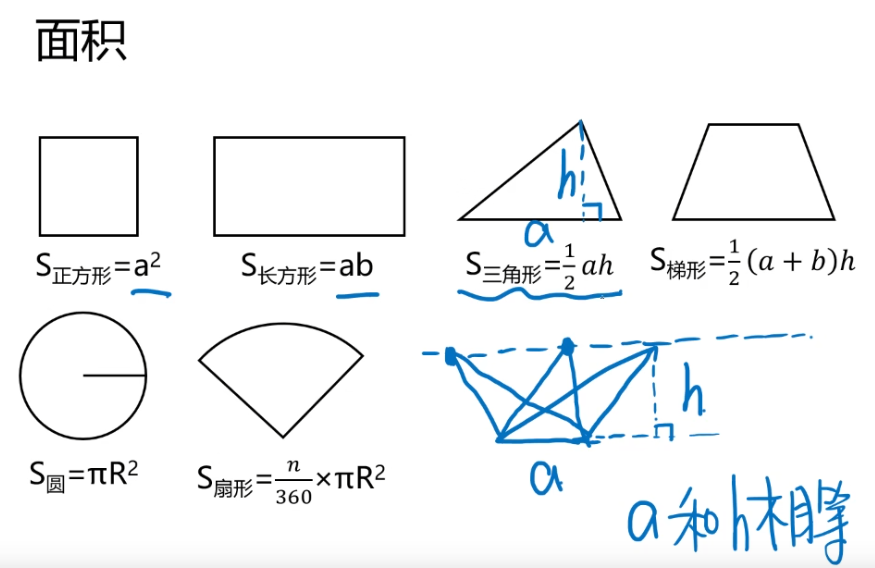 面积
h
a
S正方形=a²
S长方形=ab
S三角形=½ah
S梯形=½(a + b)h
h
a
S圆=πR²
S扇形=n/360×πR²
a和h相等